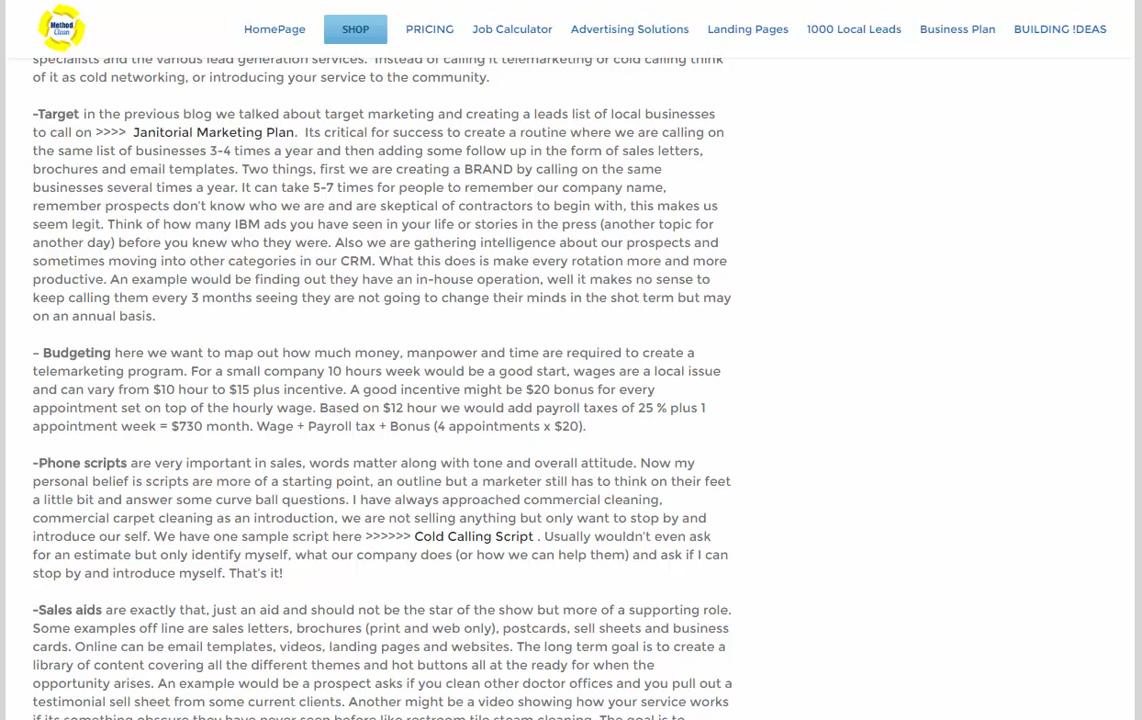 Method
Clean
HomePage
SHOP
PRICING
Job Calculator
Advertising Solutions
Landing Pages
1000 Local Leads
Business Plan
BUILDING !DEAS
specialists and the various lead generation services. Instead of calling it telemarketing or cold calling think
of it as cold networking, or introducing your service to the community.
-Target in the previous blog we talked about target marketing and creating a leads list of local businesses
to call on >>>> Janitorial Marketing Plan. Its critical for success to create a routine where we are calling on
the same list of businesses 3-4 times a year and then adding some follow up in the form of sales letters,
brochures and email templates. Two things, first we are creating a BRAND by calling on the same
businesses several times a year. It can take 5-7 times for people to remember our company name,
remember prospects don't know who we are and are skeptical of contractors to begin with, this makes us
seem legit. Think of how many IBM ads you have seen in your life or stories in the press (another topic for
another day) before you knew who they were. Also we are gathering intelligence about our prospects and
sometimes moving into other categories in our CRM. What this does is make every rotation more and more
productive. An example would be finding out they have an in-house operation, well it makes no sense to
keep calling them every 3 months seeing they are not going to change their minds in the shot term but may
on an annual basis.
– Budgeting here we want to map out how much money, manpower and time are required to create a
telemarketing program. For a small company 10 hours week would be a good start, wages are a local issue
and can vary from $10 hour to $15 plus incentive. A good incentive might be $20 bonus for every
appointment set on top of the hourly wage. Based on $12 hour we would add payroll taxes of 25 % plus 1
appointment week = $730 month. Wage + Payroll tax + Bonus (4 appointments x $20).
-Phone scripts are very important in sales, words matter along with tone and overall attitude. Now my
personal belief is scripts are more of a starting point, an outline but a marketer still has to think on their feet
a little bit and answer some curve ball questions. I have always approached commercial cleaning,
commercial carpet cleaning as an introduction, we are not selling anything but only want to stop by and
introduce our self. We have one sample script here >>>>>> Cold Calling Script . Usually wouldn't even ask
for an estimate but only identify myself, what our company does (or how we can help them) and ask if I can
stop by and introduce myself. That's it!
-Sales aids are exactly that, just an aid and should not be the star of the show but more of a supporting role.
Some examples off line are sales letters, brochures (print and web only), postcards, sell sheets and business
cards. Online can be email templates, videos, landing pages and websites. The long term goal is to create a
library of content covering all the different themes and hot buttons all at the ready for when the
opportunity arises. An example would be a prospect asks if you clean other doctor offices and you pull out a
testimonial sell sheet from some current clients. Another might be a video showing how your service works
if its something obscure they have never seen before like restroom tile steam cleaning. The goal is to